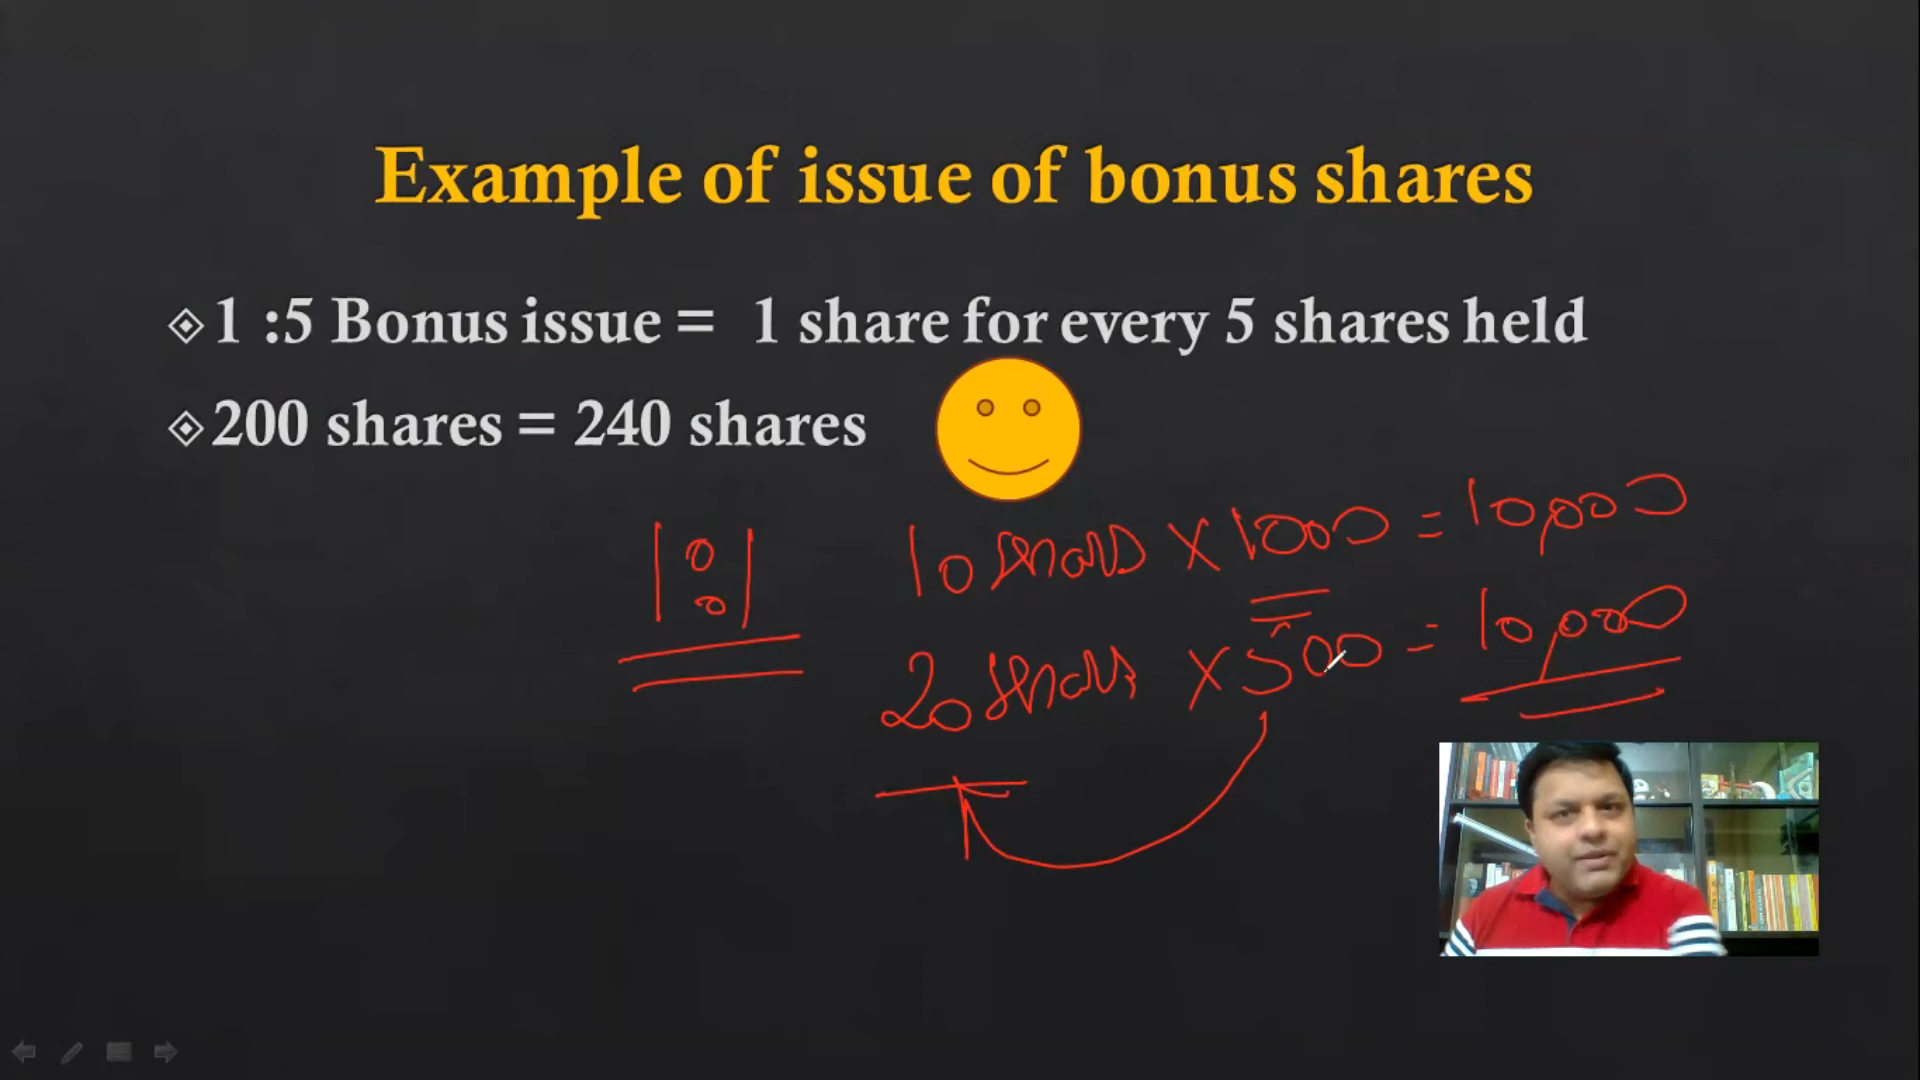 Example of issue of bonus shares
1 :5 Bonus issue = 1 share for every 5 shares held
200 shares = 240 shares
1:1
10 shares X 1000 = 10,000
20 shares X 500 = 10,000